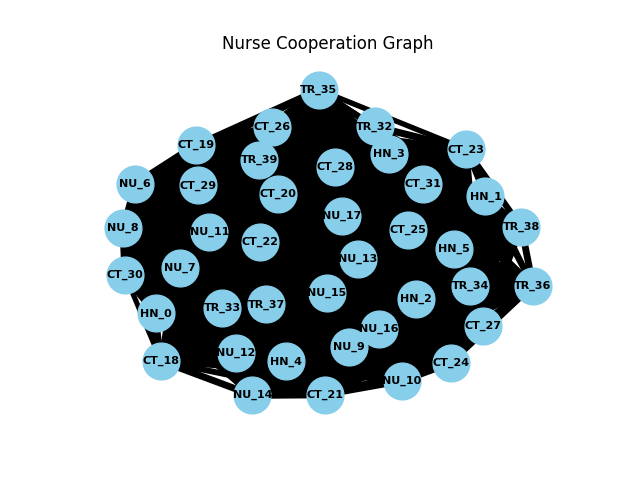 Nurse Cooperation Graph
TR_35
CT_26
TR_32
CT_19
CT_23
HN_3
TR_39
CT_28
NU_6
CT_29
CT_31
CT_20
HN_1
NU_17
NU_8
TR_38
CT_25
NU_11
CT_22
HN_5
NU_13
NU_7
CT_30
TR_34
TR_36
NU_15
HN_2
TR_37
TR_33
HN_0
CT_27
NU_16
NU_9
NU_12
CT_18
HN_4
CT_24
NU_10
NU_14
CT_21